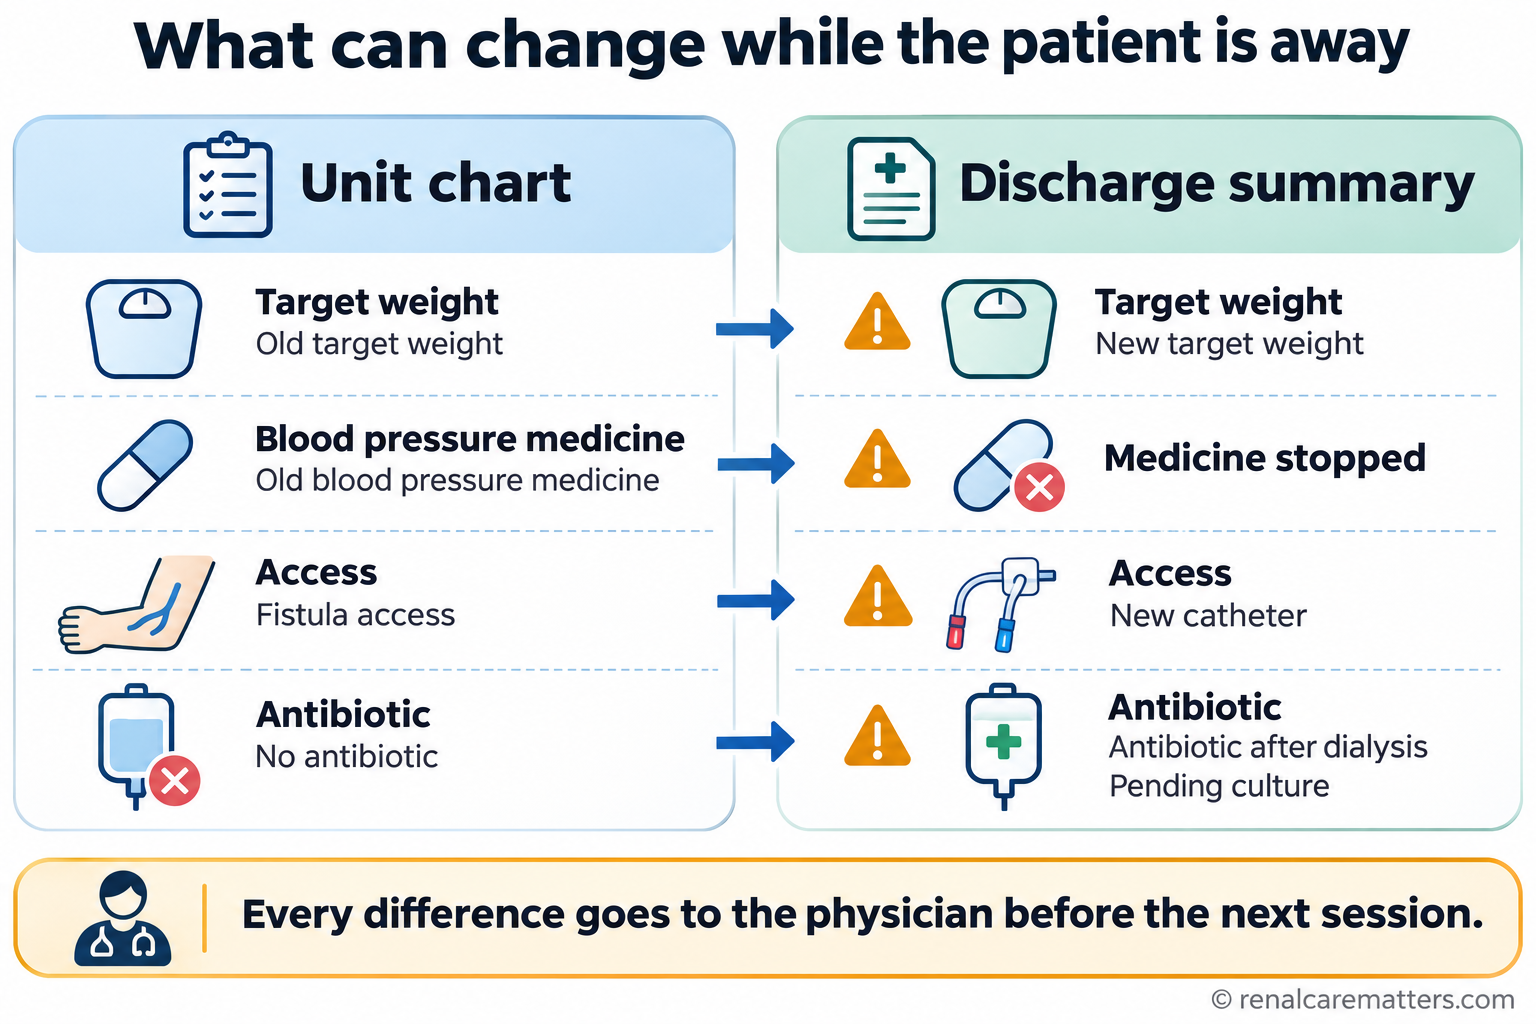 What can change while the patient is away
Unit chart
Target weight
Old target weight
Blood pressure medicine
Old blood pressure medicine
Access
Fistula access
Antibiotic
No antibiotic
Discharge summary
Target weight
New target weight
Medicine stopped
Access
New catheter
Antibiotic
Antibiotic after dialysis
Pending culture
Every difference goes to the physician before the next session.
© renalcarematters.com